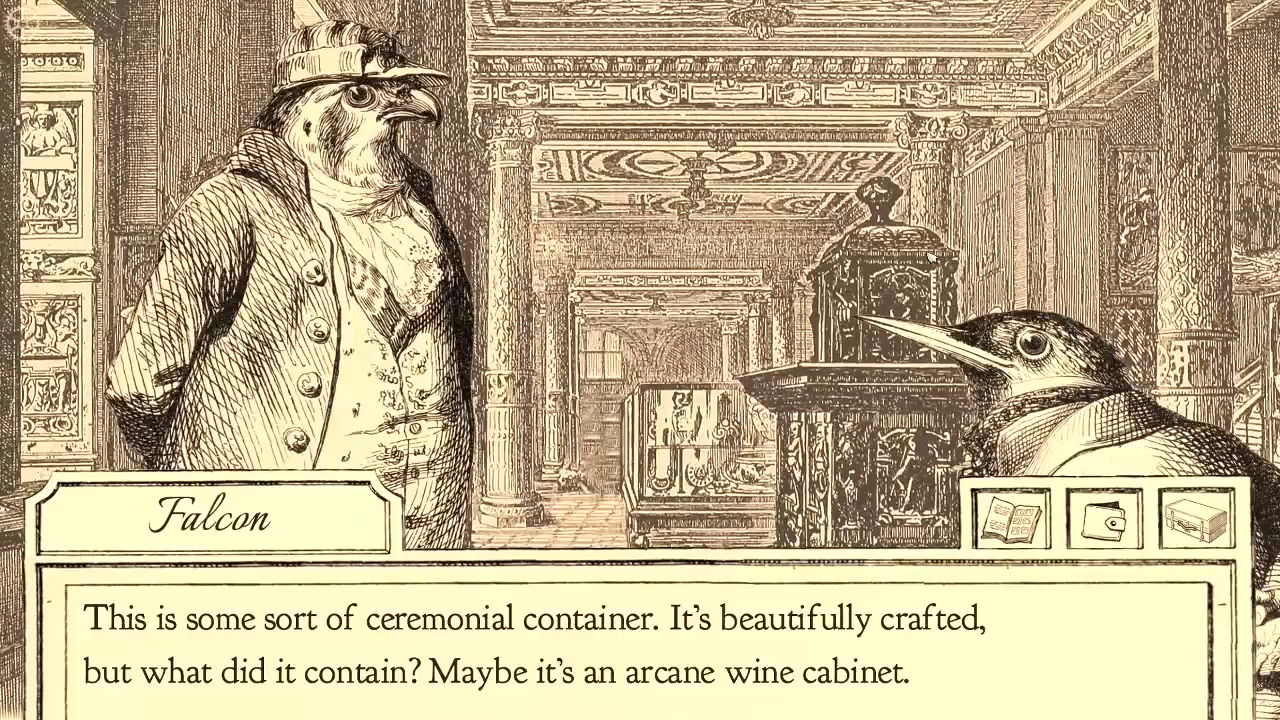 Falcon
This is some sort of ceremonial container. It's beautifully crafted,
but what did it contain? Maybe it's an arcane wine cabinet.